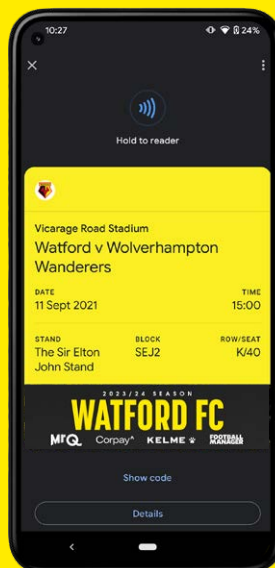 10:27
24%
Hold to reader
Vicarage Road Stadium
Watford v Wolverhampton
Wanderers
DATE TIME
11 Sept 2021 15:00
STAND BLOCK ROW/SEAT
The Sir Elton SEJ2 K/40
John Stand
2023/24 SEASON
WATFORD FC
MrQ Corpay^ KELME FOOTBALL MANAGER
Show code
Details